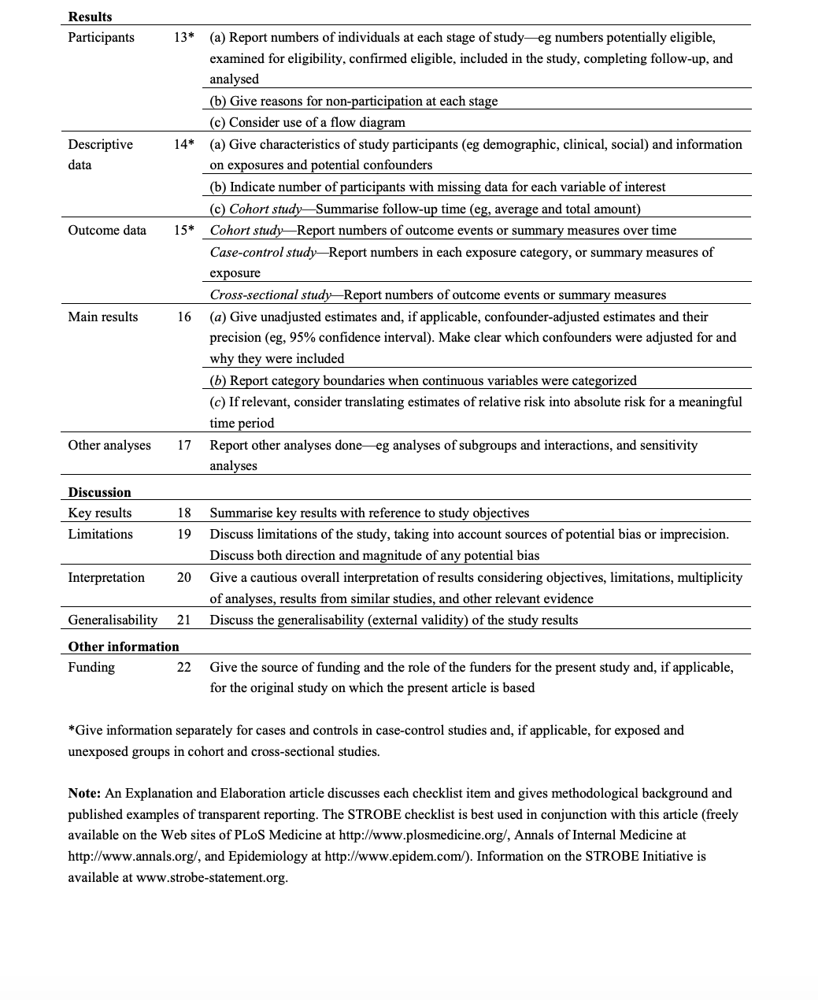 Results
Participants 13* (a) Report numbers of individuals at each stage of study—eg numbers potentially eligible,
examined for eligibility, confirmed eligible, included in the study, completing follow-up, and
analysed
(b) Give reasons for non-participation at each stage
(c) Consider use of a flow diagram
Descriptive 14* (a) Give characteristics of study participants (eg demographic, clinical, social) and information
data on exposures and potential confounders
(b) Indicate number of participants with missing data for each variable of interest
(c) Cohort study—Summarise follow-up time (eg, average and total amount)
Outcome data 15* Cohort study—Report numbers of outcome events or summary measures over time
Case-control study—Report numbers in each exposure category, or summary measures of
exposure
Cross-sectional study—Report numbers of outcome events or summary measures
Main results 16 (a) Give unadjusted estimates and, if applicable, confounder-adjusted estimates and their
precision (eg, 95% confidence interval). Make clear which confounders were adjusted for and
why they were included
(b) Report category boundaries when continuous variables were categorized
(c) If relevant, consider translating estimates of relative risk into absolute risk for a meaningful
time period
Other analyses 17 Report other analyses done—eg analyses of subgroups and interactions, and sensitivity
analyses
Discussion
Key results 18 Summarise key results with reference to study objectives
Limitations 19 Discuss limitations of the study, taking into account sources of potential bias or imprecision.
Discuss both direction and magnitude of any potential bias
Interpretation 20 Give a cautious overall interpretation of results considering objectives, limitations, multiplicity
of analyses, results from similar studies, and other relevant evidence
Generalisability 21 Discuss the generalisability (external validity) of the study results
Other information
Funding 22 Give the source of funding and the role of the funders for the present study and, if applicable,
for the original study on which the present article is based
*Give information separately for cases and controls in case-control studies and, if applicable, for exposed and
unexposed groups in cohort and cross-sectional studies.
Note: An Explanation and Elaboration article discusses each checklist item and gives methodological background and
published examples of transparent reporting. The STROBE checklist is best used in conjunction with this article (freely
available on the Web sites of PLoS Medicine at http://www.plosmedicine.org/, Annals of Internal Medicine at
http://www.annals.org/, and Epidemiology at http://www.epidem.com/). Information on the STROBE Initiative is
available at www.strobe-statement.org.